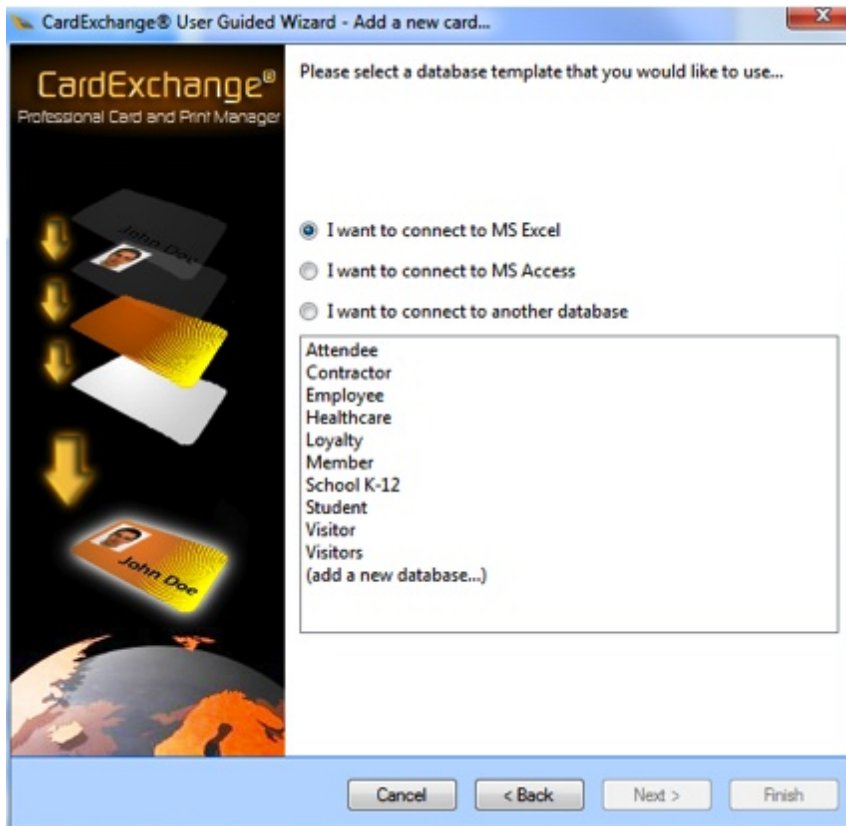 CardExchange® User Guided Wizard - Add a new card...
CardExchange®
Professional Card and Print Manager
Please select a database template that you would like to use...
John Doe
I want to connect to MS Excel
I want to connect to MS Access
I want to connect to another database
Attendee
Contractor
Employee
Healthcare
Loyalty
Member
School K-12
Student
Visitor
Visitors
(add a new database...)
John Doe
Cancel
< Back
Next >
Finish